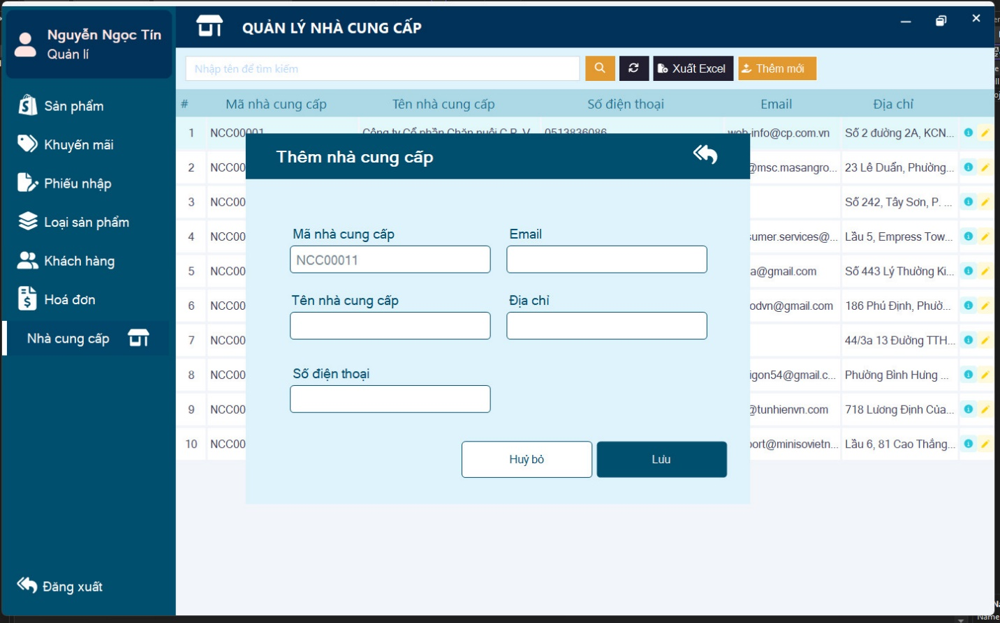 Nguyễn Ngọc Tín
Quản lí
Sản phẩm
Khuyến mãi
Phiếu nhập
Loại sản phẩm
Khách hàng
Hoá đơn
Nhà cung cấp
Đăng xuất
QUẢN LÝ NHÀ CUNG CẤP
Nhập tên để tìm kiếm
Xuất Excel
Thêm mới
# Mã nhà cung cấp Tên nhà cung cấp Số điện thoại Email Địa chỉ
1 NCC00001 Công ty Cổ phần Chăn nuôi C.P. V... 0513836086 web-info@cp.com.vn Số 2 đường 2A, KCN...
2 NCC00 @msc.masangro... 23 Lê Duẩn, Phường...
3 NCC00 Số 242, Tây Sơn, P. ...
4 NCC00 sumer.services@... Lầu 5, Empress Tow...
5 NCC00 a@gmail.com Số 443 Lý Thường Ki...
6 NCC00 odvn@gmail.com 186 Phú Định, Phườ...
7 NCC00 44/3a 13 Đường TTH...
8 NCC00 igon54@gmail.c... Phường Bình Hưng ...
9 NCC00 @tunhienvn.com 718 Lương Định Của...
10 NCC00 port@minisovietn... Lầu 6, 81 Cao Thắng...
Thêm nhà cung cấp
Mã nhà cung cấp
NCC00011
Email
Tên nhà cung cấp
Địa chỉ
Số điện thoại
Huỷ bỏ
Lưu
Name